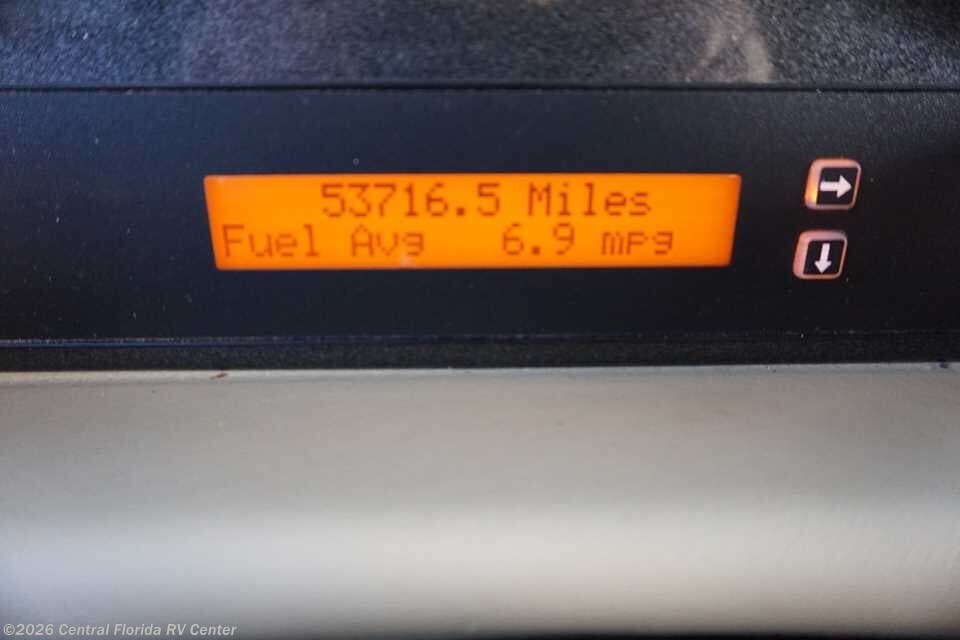 53716.5 Miles
Fuel Avg 6.9 mpg
©2026 Central Florida RV Center